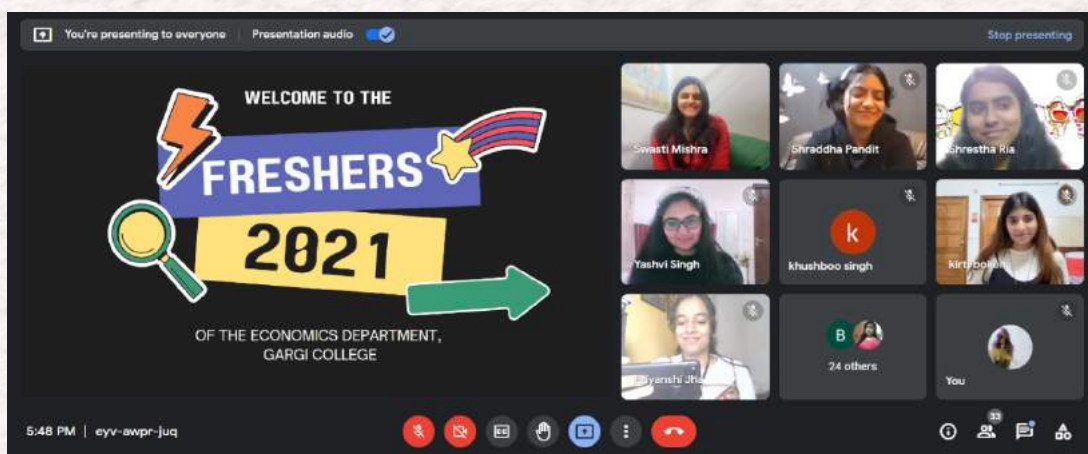 You're presenting to everyone
Presentation audio
Stop presenting
WELCOME TO THE
FRESHERS
2021
OF THE ECONOMICS DEPARTMENT,
GARGI COLLEGE
Swasti Mishra
Shraddha Pandit
Shrestha Ria
Yashvi Singh
k
khushboo singh
B
24 others
You
5:48 PM | eyv-awpr-juq
33